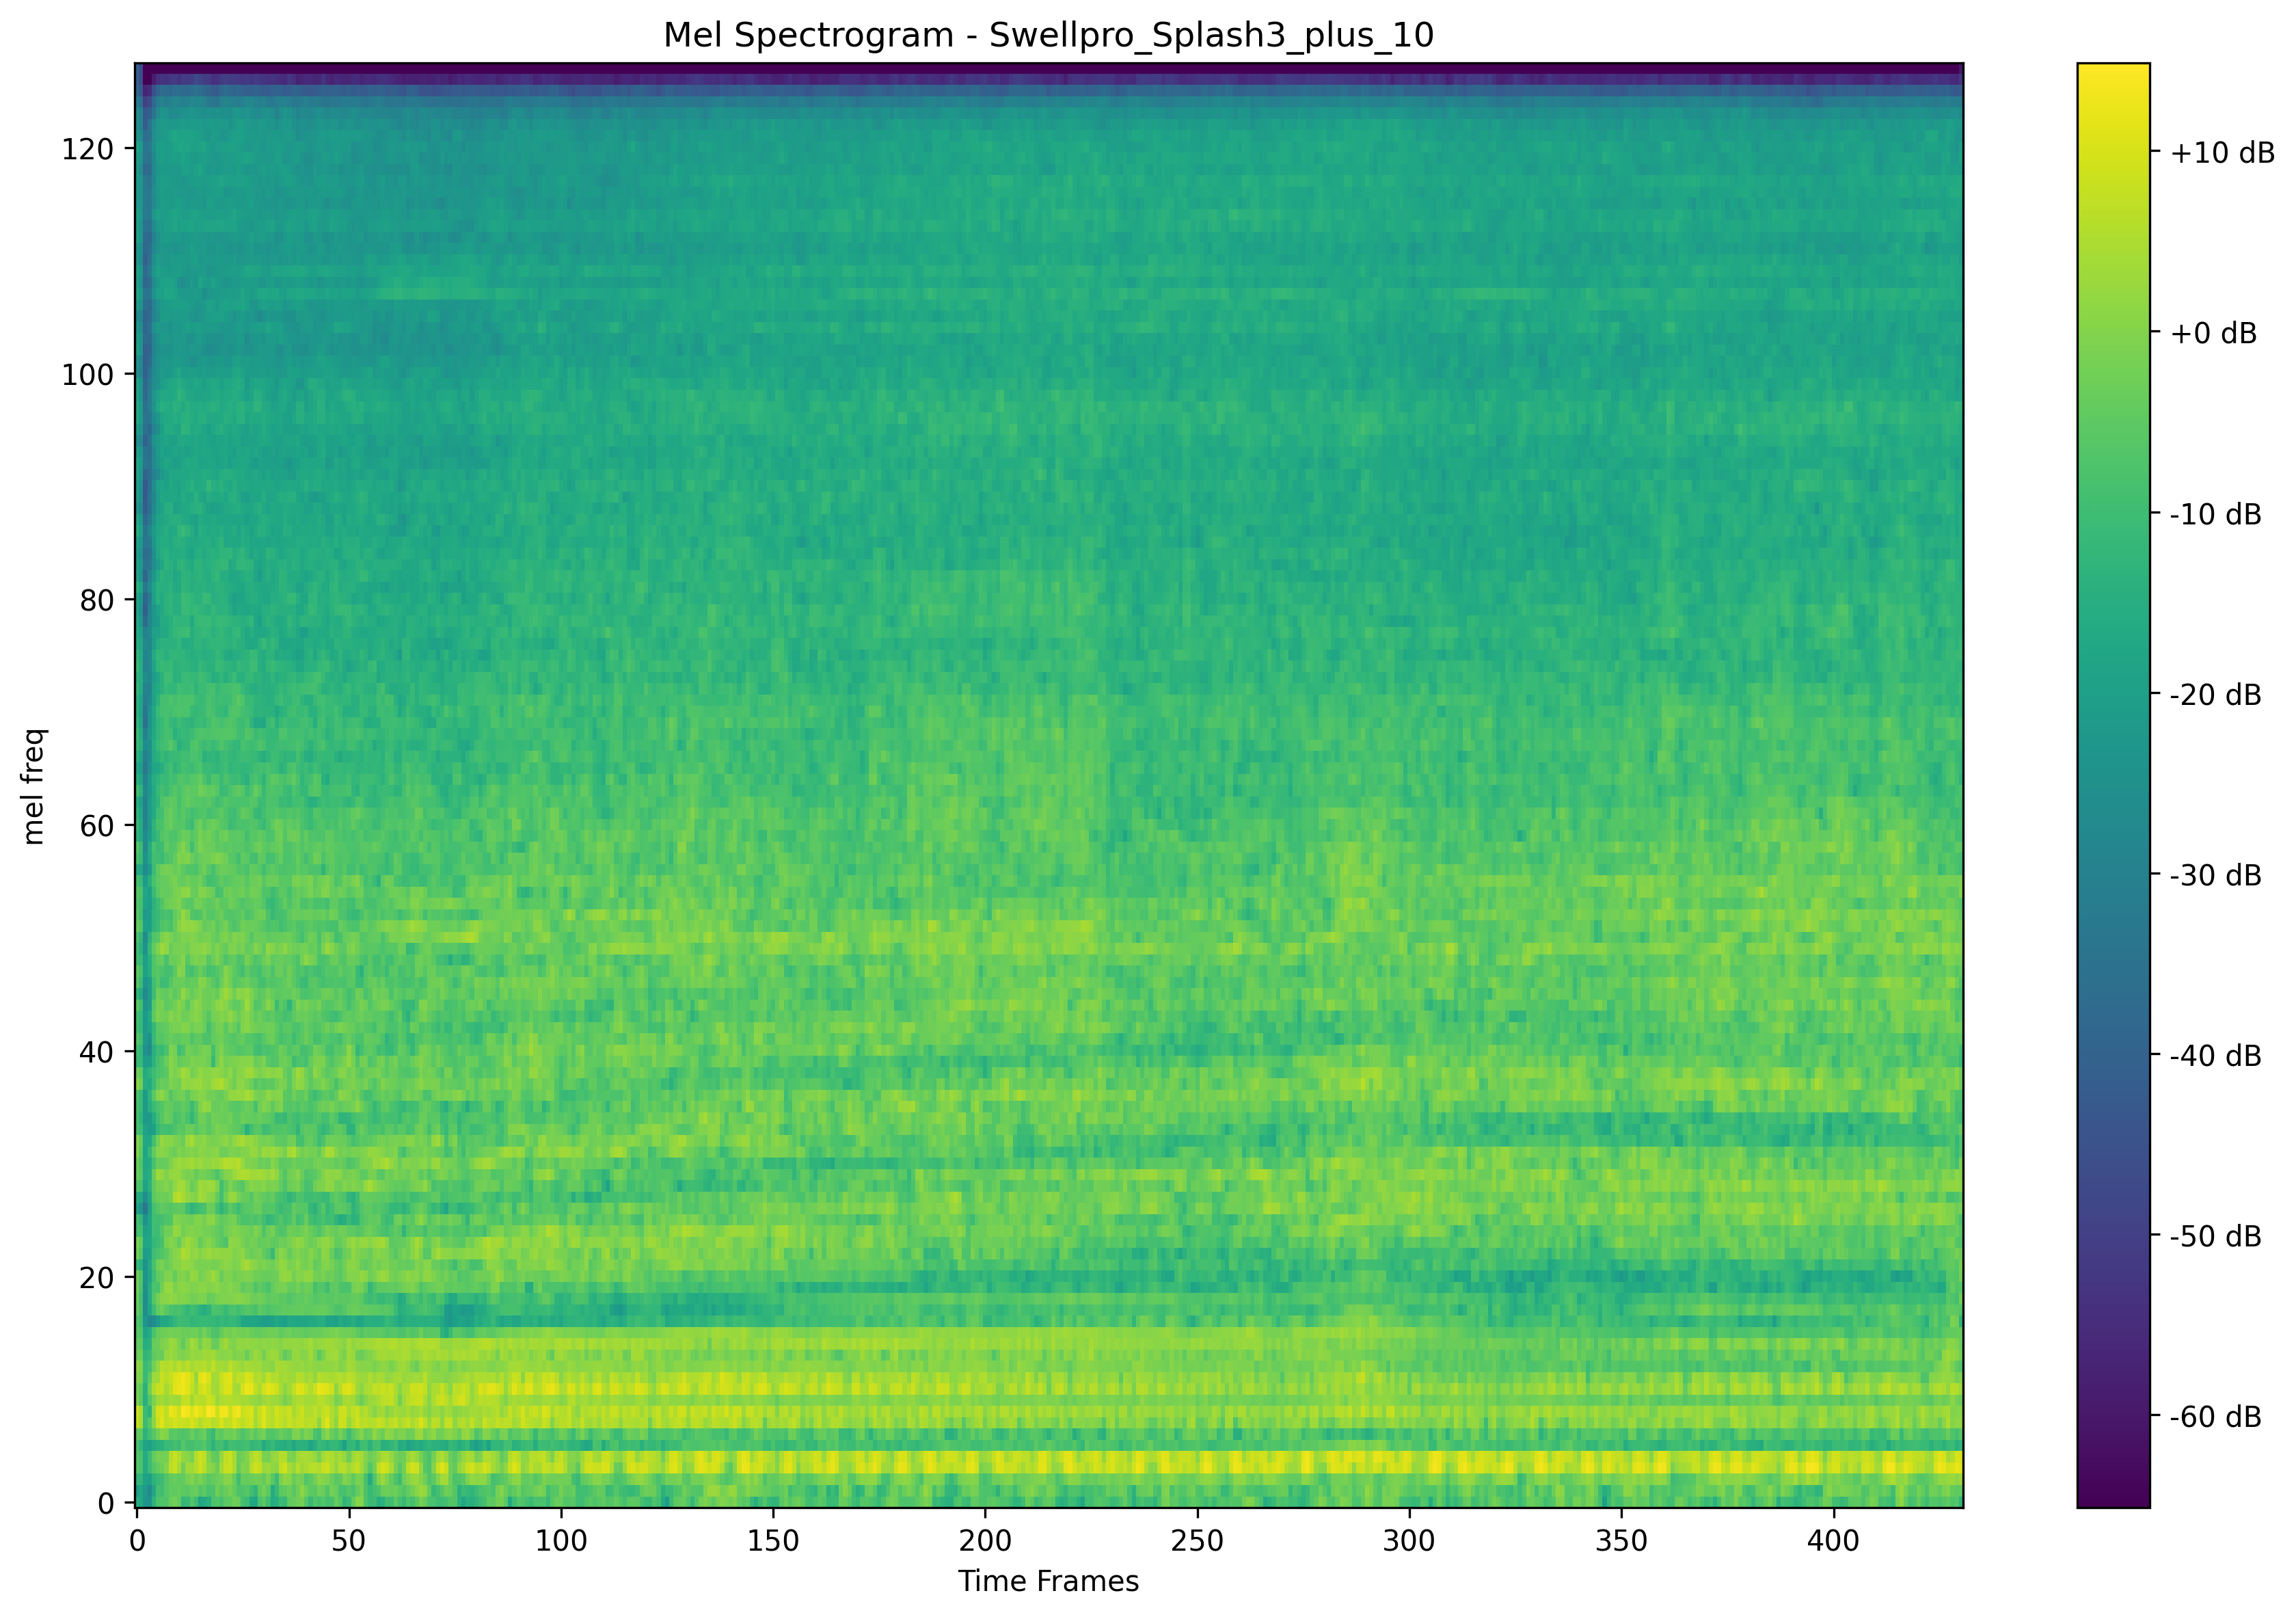 Mel Spectrogram - Swellpro_Splash3_plus_10
mel freq
120
100
80
60
40
20
0
0 50 100 150 200 250 300 350 400
Time Frames
+10 dB
+0 dB
-10 dB
-20 dB
-30 dB
-40 dB
-50 dB
-60 dB